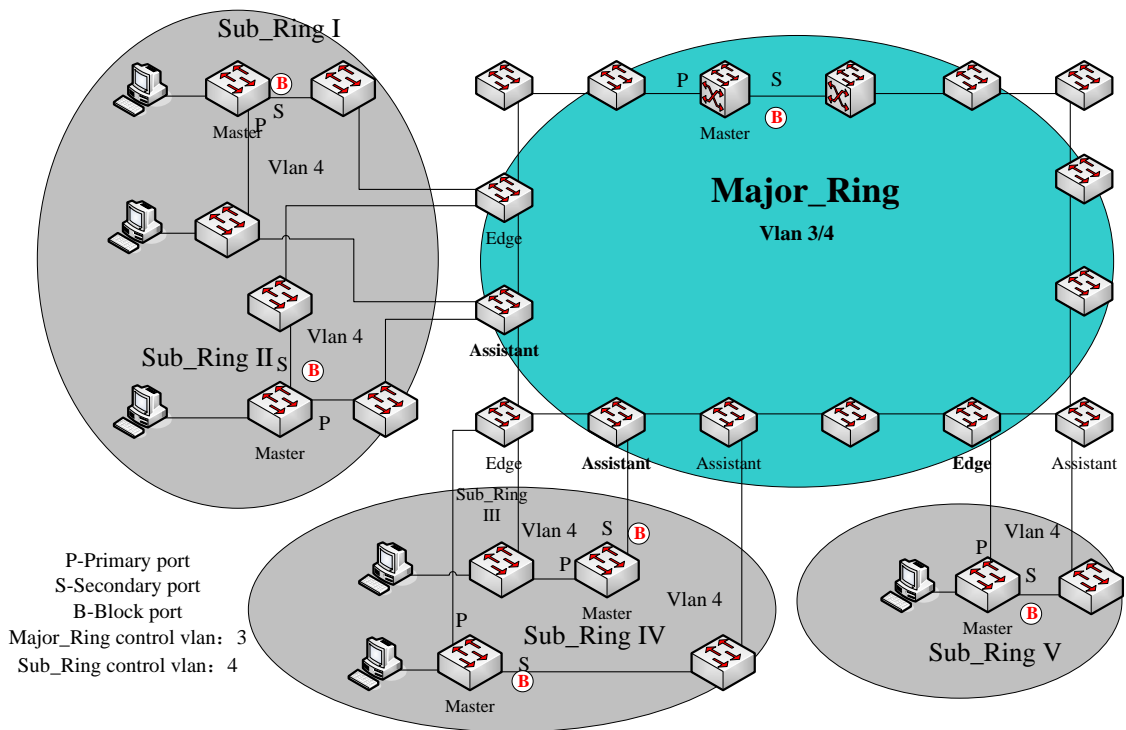 Sub_Ring I
B
S
P
Master
Vlan 4
P
S
Master
B
Major_Ring
Vlan 3/4
Edge
Assistant
Vlan 4
Sub_Ring II
S
B
P
Master
Edge
Assistant
Assistant
Edge
Assistant
Sub_Ring
III
Vlan 4
S
B
P
Master
Vlan 4
Sub_Ring IV
P
S
B
Master
Vlan 4
P
S
B
Master
Sub_Ring V
P-Primary port
S-Secondary port
B-Block port
Major_Ring control vlan：3
Sub_Ring control vlan：4